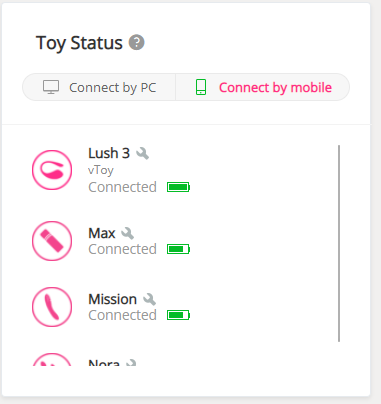 Toy Status ?
Connect by PC Connect by mobile
Lush 3
vToy
Connected
Max
Connected
Mission
Connected
Nora